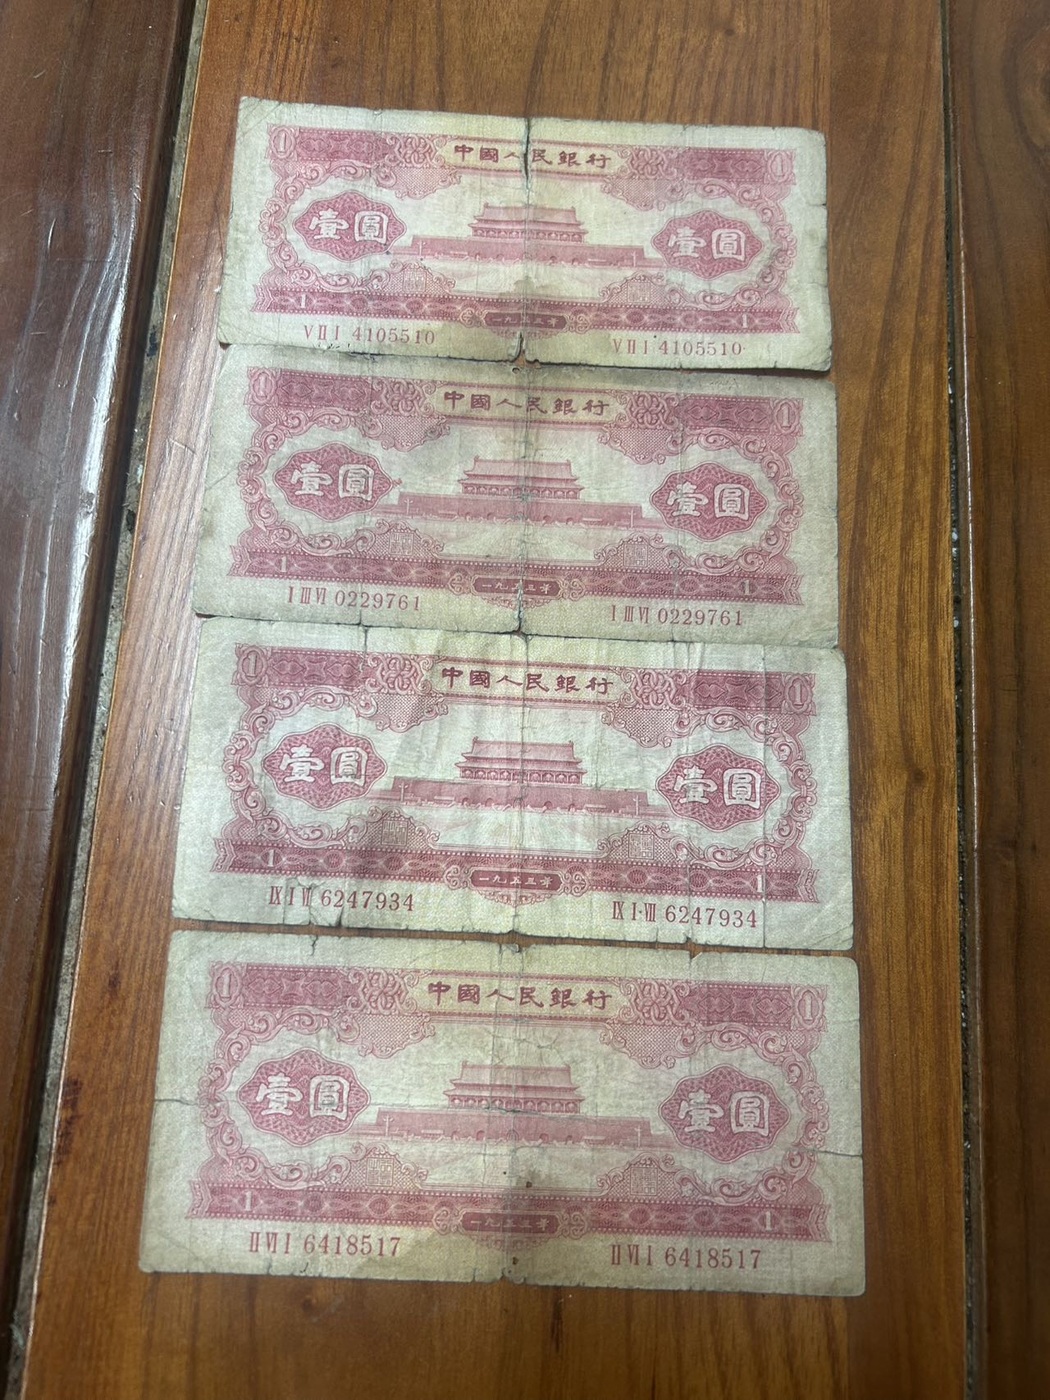 1 中國人民銀行 1
壹圓 壹圓
1 一九五三年 1
Ⅴ Ⅱ Ⅰ 4105510 Ⅴ Ⅱ Ⅰ 4105510
1 中國人民銀行 1
壹圓 壹圓
1 一九五三年 1
Ⅰ Ⅲ Ⅵ 0229761 Ⅰ Ⅲ Ⅵ 0229761
1 中國人民銀行 1
壹圓 壹圓
1 一九五三年 1
Ⅸ Ⅰ Ⅷ 6247934 Ⅸ Ⅰ Ⅷ 6247934
1 中國人民銀行 1
壹圓 壹圓
1 一九五三年 1
Ⅱ Ⅵ Ⅰ 6418517 Ⅱ Ⅵ Ⅰ 6418517